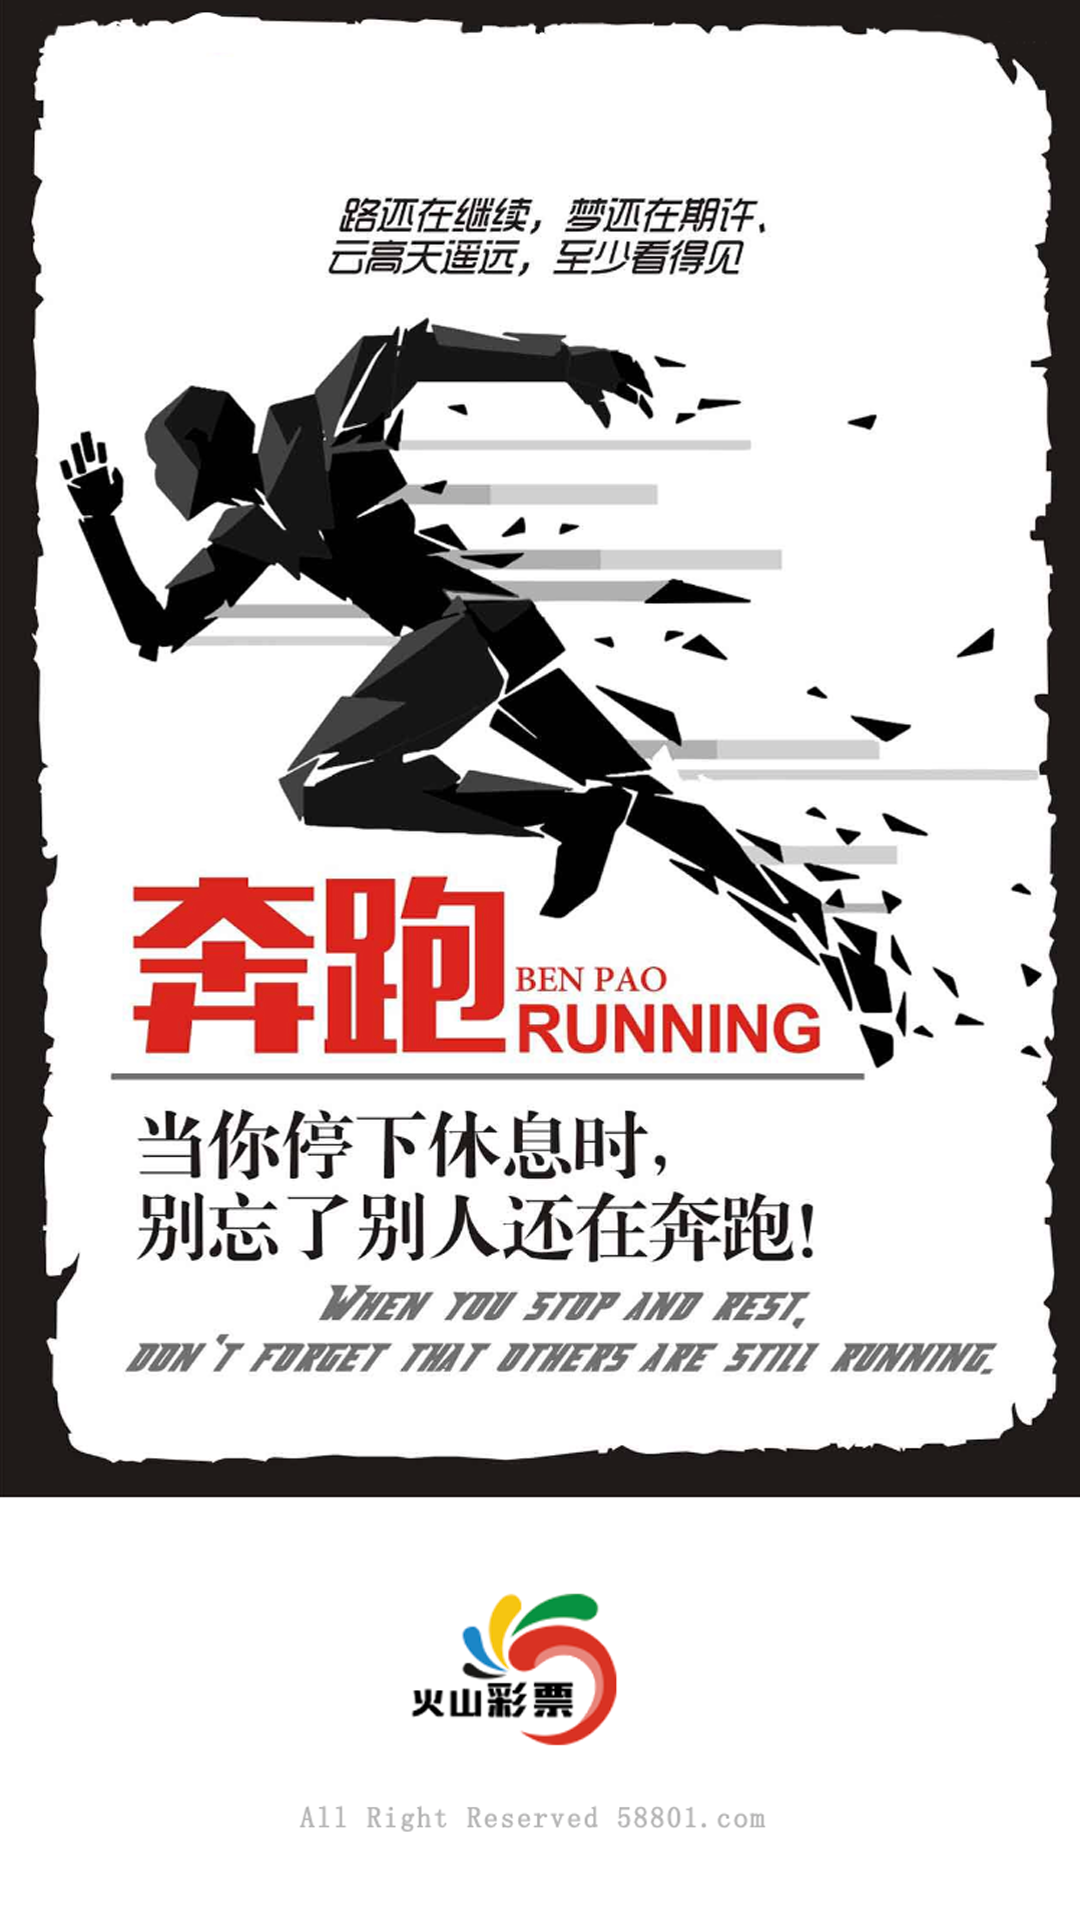 路还在继续，梦还在期许、
云高天遥远，至少看得见
奔跑
BEN PAO
RUNNING
当你停下休息时，
别忘了别人还在奔跑！
WHEN YOU STOP AND REST,
DON'T FORGET THAT OTHERS ARE STILL RUNNING.
火山彩票
All Right Reserved 58801.com